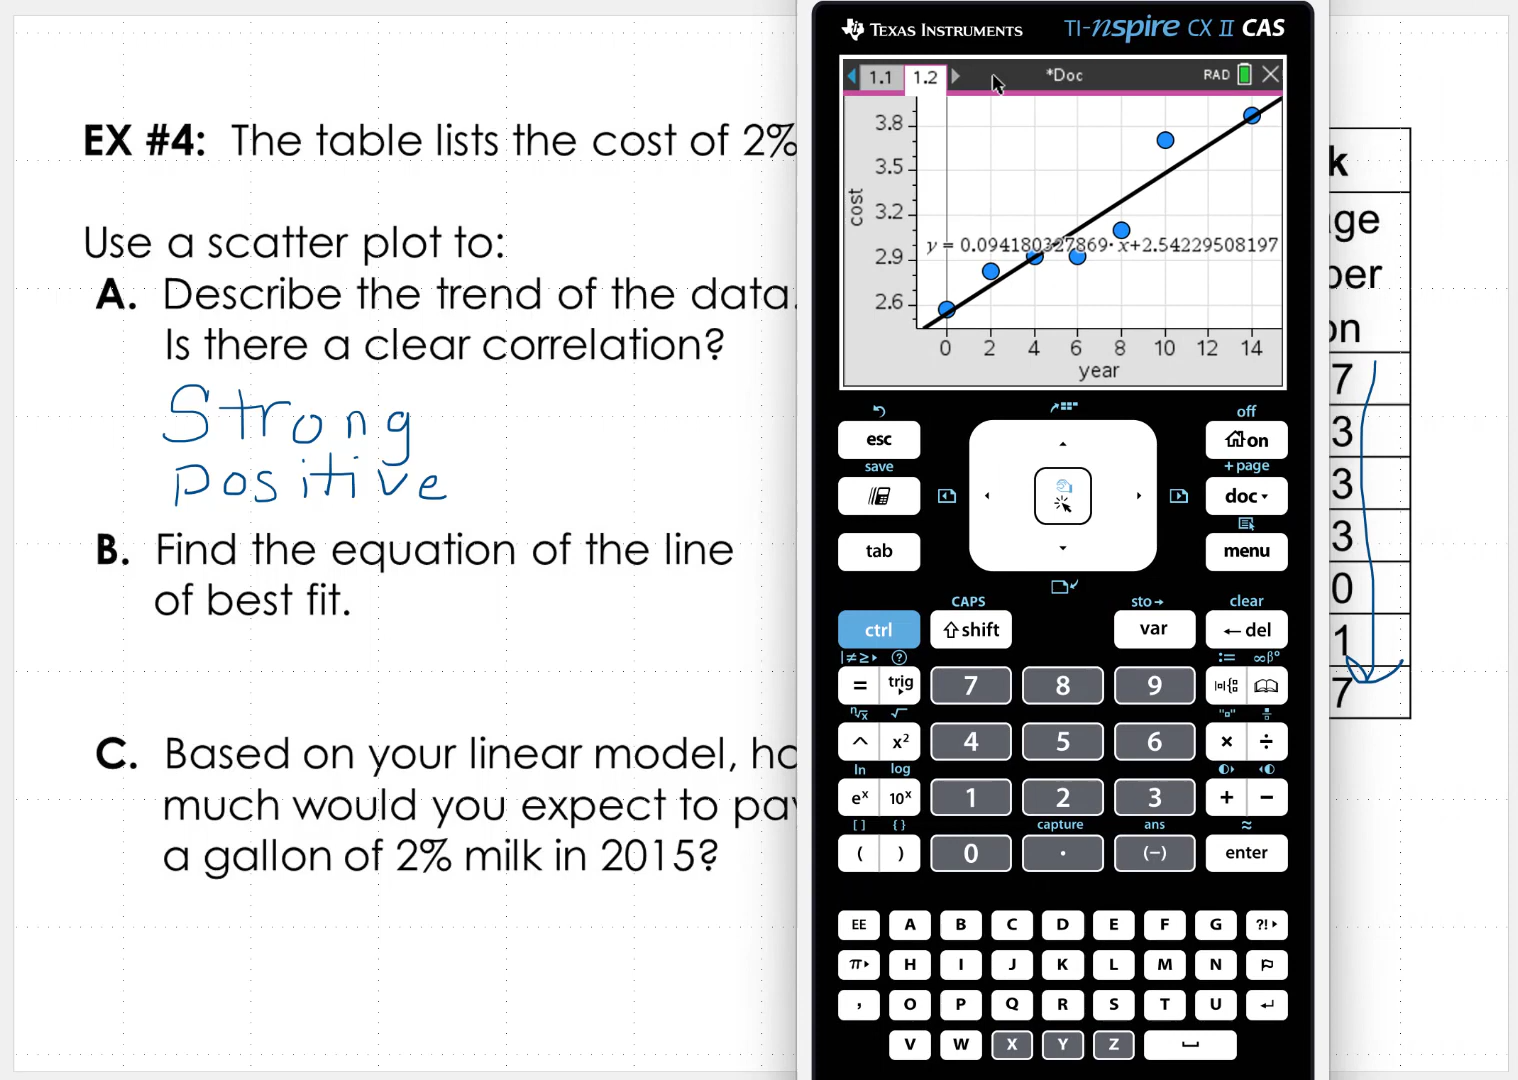 EX #4: The table lists the cost of 2%
Use a scatter plot to:
A. Describe the trend of the data.
Is there a clear correlation?
Strong
positive
B. Find the equation of the line
of best fit.
C. Based on your linear model,
much would you expect to
a gallon of 2% milk in 2015?
TEXAS INSTRUMENTS TI-nspire CX II CAS
1.1 1.2 *Doc RAD
3.8
3.5
3.2
2.9
2.6
cost
y = 0.094180327869·x+2.54229508197
0 2 4 6 8 10 12 14
year
off
esc on
save + page
doc
tab menu
CAPS sto→ clear
ctrl shift var ←del
= trig 7 8 9
^ x² 4 5 6 × ÷
ln log
eˣ 10ˣ 1 2 3 + −
[ ] { } capture ans ≈
( ) 0 . (−) enter
EE A B C D E F G ?!
π H I J K L M N
, O P Q R S T U
V W X Y Z
k
7
3
3
3
0
1
7